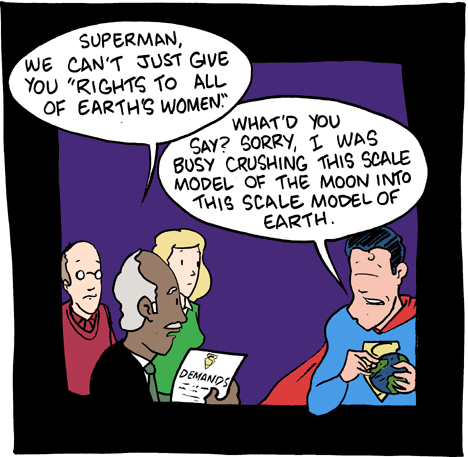 SUPERMAN,
WE CAN'T JUST GIVE
YOU "RIGHTS TO ALL
OF EARTH'S WOMEN."
WHAT'D YOU
SAY? SORRY, I WAS
BUSY CRUSHING THIS SCALE
MODEL OF THE MOON INTO
THIS SCALE MODEL OF
EARTH.
DEMANDS